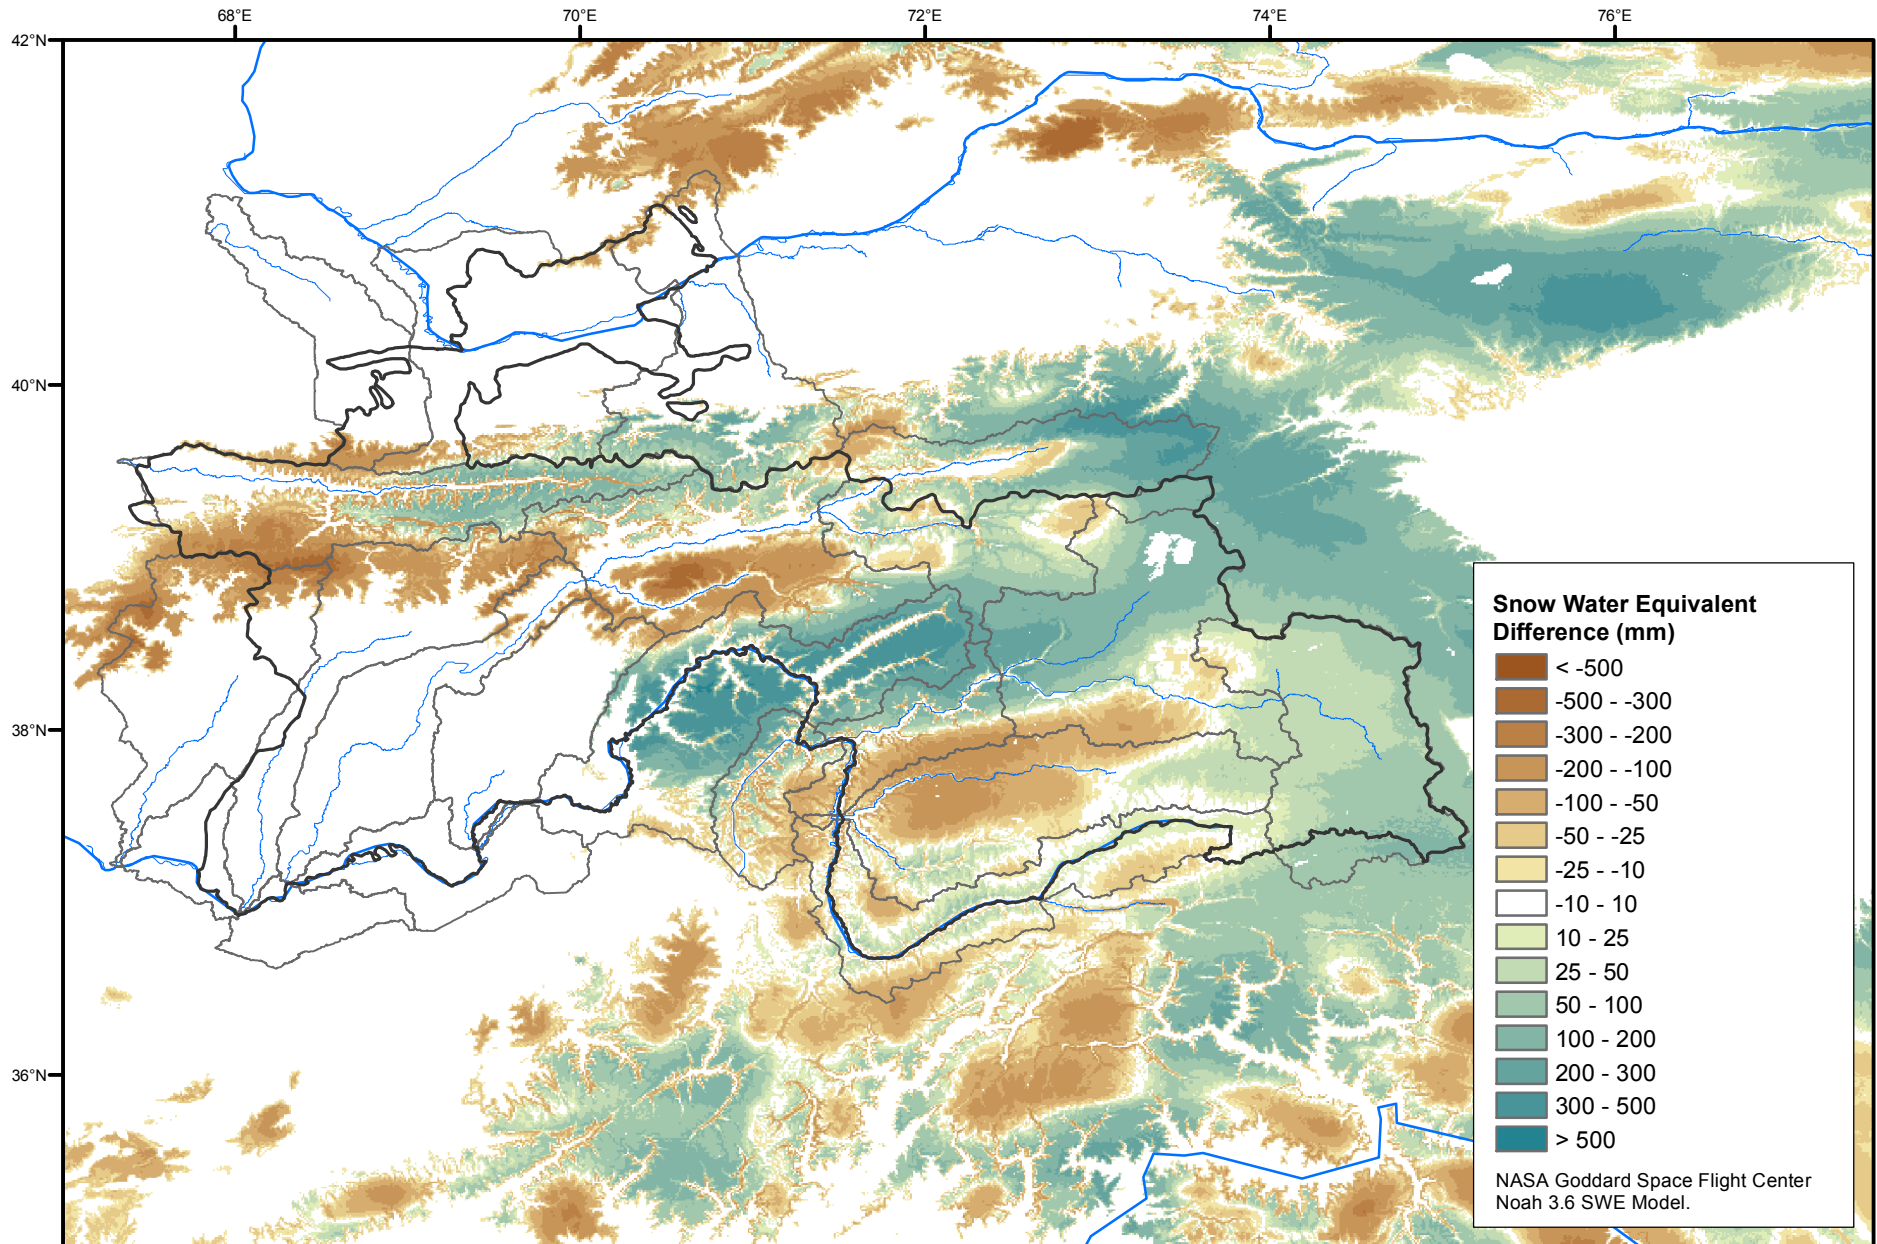 68°E
70°E
72°E
74°E
76°E
42°N
40°N
38°N
36°N
Snow Water Equivalent
Difference (mm)
< -500
-500 - -300
-300 - -200
-200 - -100
-100 - -50
-50 - -25
-25 - -10
-10 - 10
10 - 25
25 - 50
50 - 100
100 - 200
200 - 300
300 - 500
> 500
NASA Goddard Space Flight Center
Noah 3.6 SWE Model.